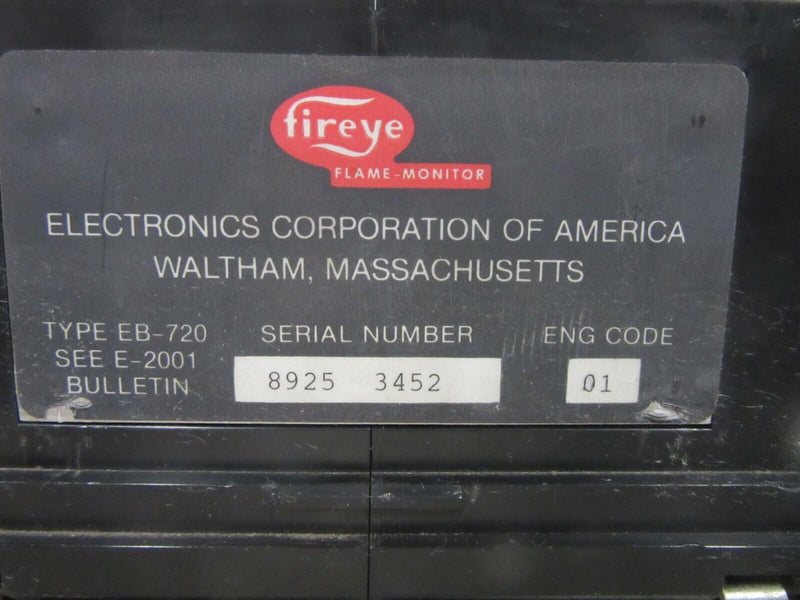 fireye
FLAME-MONITOR
ELECTRONICS CORPORATION OF AMERICA
WALTHAM, MASSACHUSETTS
TYPE EB-720
SEE E-2001
BULLETIN
SERIAL NUMBER
8925 3452
ENG CODE
01